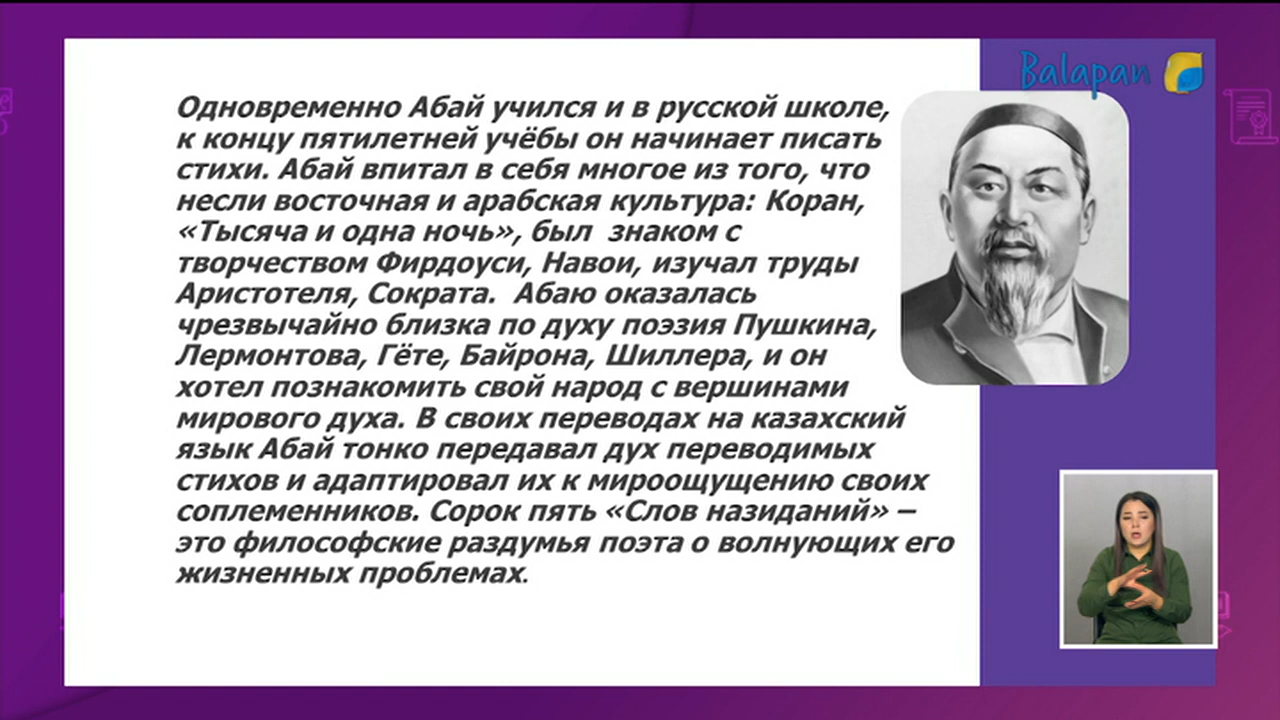 Balapan
Одновременно Абай учился и в русской школе,
к концу пятилетней учёбы он начинает писать
стихи. Абай впитал в себя многое из того, что
несли восточная и арабская культура: Коран,
«Тысяча и одна ночь», был  знаком с
творчеством Фирдоуси, Навои, изучал труды
Аристотеля, Сократа.  Абаю оказалась
чрезвычайно близка по духу поэзия Пушкина,
Лермонтова, Гёте, Байрона, Шиллера, и он
хотел познакомить свой народ с вершинами
мирового духа. В своих переводах на казахский
язык Абай тонко передавал дух переводимых
стихов и адаптировал их к мироощущению своих
соплеменников. Сорок пять «Слов назиданий» –
это философские раздумья поэта о волнующих его
жизненных проблемах.